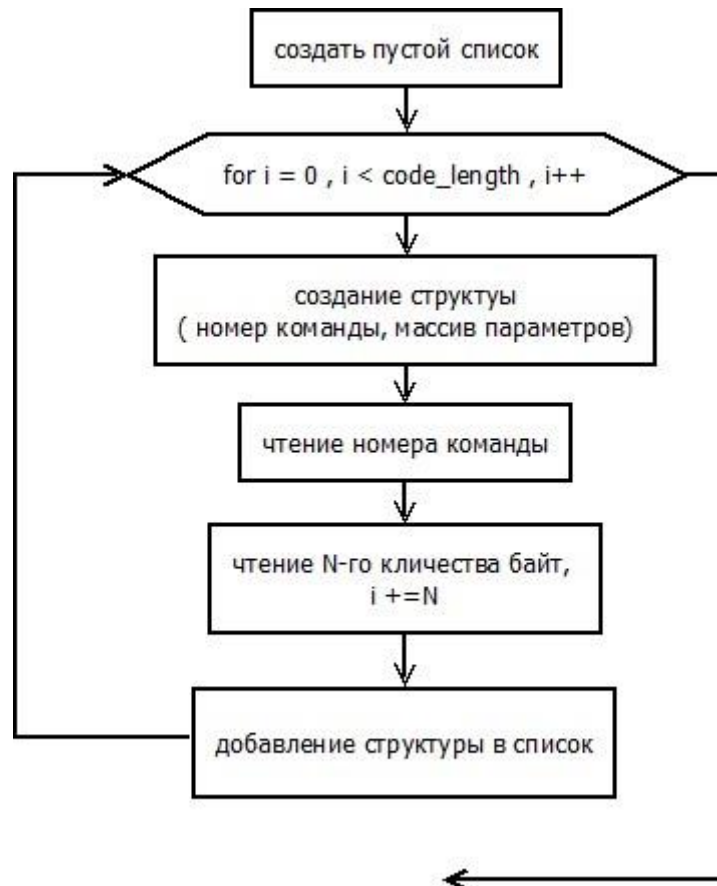 создать пустой список
for i = 0 , i < code_length , i++
создание структуы
( номер команды, массив параметров)
чтение номера команды
чтение N-го кличества байт,
i +=N
добавление структуры в список